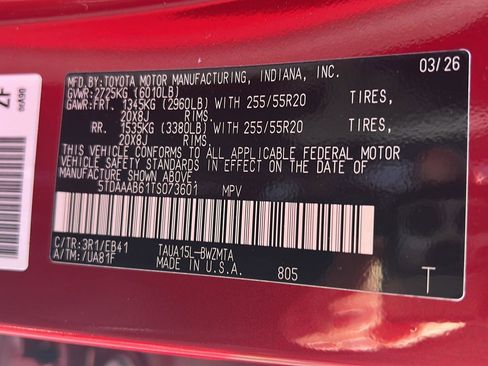 MFD. BY: TOYOTA MOTOR MANUFACTURING, INDIANA, INC. 03/26
GVWR: 2725KG (6010LB)
GAWR: FRT. 1345KG (2960LB) WITH 255/55R20 TIRES,
20X8J RIMS.
RR. 1535KG (3380LB) WITH 255/55R20 TIRES,
20X8J RIMS.
THIS VEHICLE CONFORMS TO ALL APPLICABLE FEDERAL MOTOR
VEHICLE SAFETY STANDARDS IN EFFECT ON THE DATE OF
MANUFACTURE SHOWN ABOVE.
5TDAAAB61TS073601 MPV
C/TR: 3R1/EB41 TAUA15L-BWZMTA
A/TM: /UA81F MADE IN U.S.A. 805
T